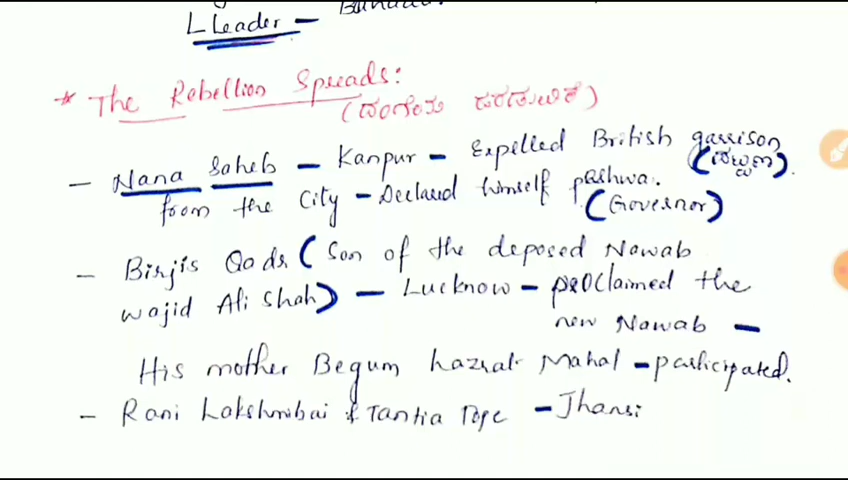 Leader -
* The Rebellion Spreads:
(ದಂಗೆಯ ಹರಡುವಿಕೆ)
- Nana Saheb - Kanpur - Expelled British garrison
from the City - Declared himself pashwa.
(Governor)
- Birjis Qadr (Son of the deposed Nawab
wajid Ali Shah) - Lucknow - proclaimed the
new Nawab -
His mother Begum hazrat Mahal - participated.
- Rani Lakshmibai & Tantia Tope - Jhansi